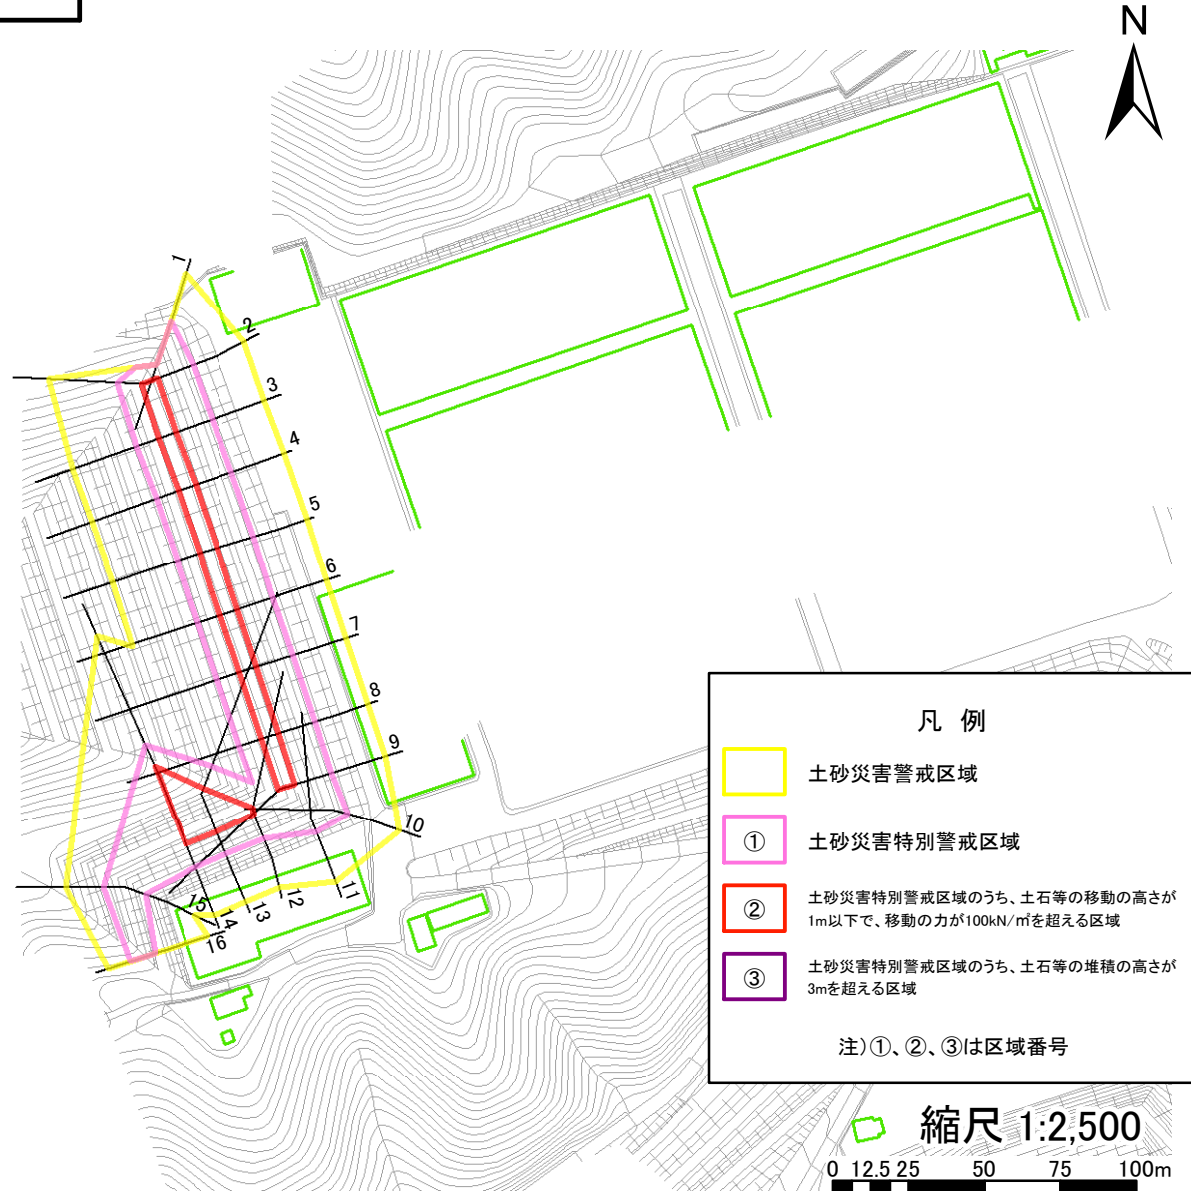 N
1
2
3
4
5
6
7
8
9
10
11
12
13
14
15
16
凡 例
土砂災害警戒区域
① 土砂災害特別警戒区域
② 土砂災害特別警戒区域のうち、土石等の移動の高さが
1m以下で、移動の力が100kN/㎡を超える区域
③ 土砂災害特別警戒区域のうち、土石等の堆積の高さが
3mを超える区域
注)①、②、③は区域番号
縮尺 1:2,500
0 12.5 25 50 75 100m